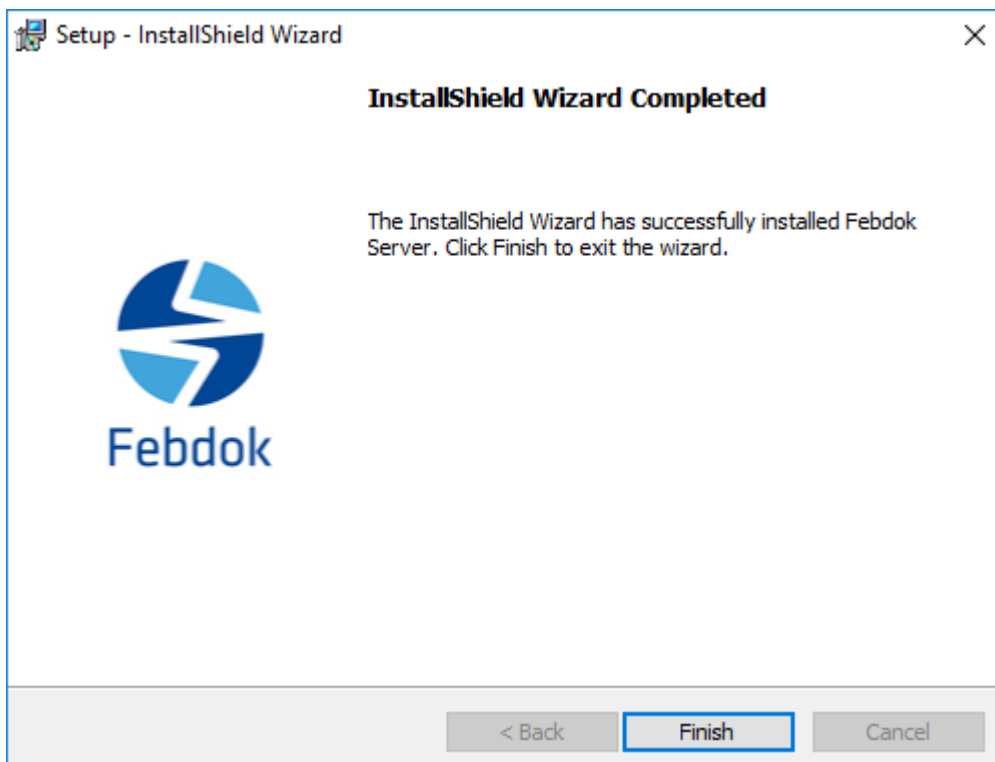 Setup - InstallShield Wizard
InstallShield Wizard Completed
The InstallShield Wizard has successfully installed Febdok
Server. Click Finish to exit the wizard.
Febdok
< Back
Finish
Cancel